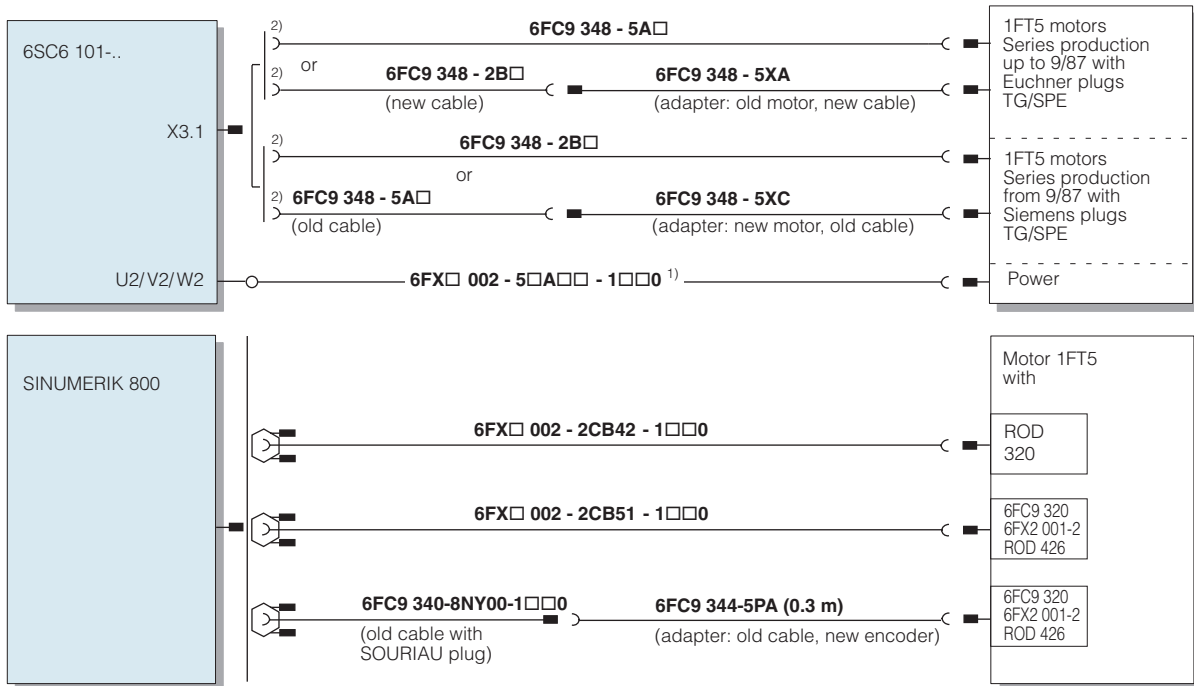 6SC6 101-..
X3.1
U2/V2/W2
2)
6FC9 348 - 5A□
or
2)
6FC9 348 - 2B□
(new cable)
6FC9 348 - 5XA
(adapter: old motor, new cable)
2)
6FC9 348 - 2B□
or
2)
6FC9 348 - 5A□
(old cable)
6FC9 348 - 5XC
(adapter: new motor, old cable)
6FX□ 002 - 5□A□□ - 1□□0 1)
1FT5 motors
Series production
up to 9/87 with
Euchner plugs
TG/SPE
1FT5 motors
Series production
from 9/87 with
Siemens plugs
TG/SPE
Power
SINUMERIK 800
6FX□ 002 - 2CB42 - 1□□0
6FX□ 002 - 2CB51 - 1□□0
6FC9 340-8NY00-1□□0
(old cable with
SOURIAU plug)
6FC9 344-5PA (0.3 m)
(adapter: old cable, new encoder)
Motor 1FT5
with
ROD
320
6FC9 320
6FX2 001-2
ROD 426
6FC9 320
6FX2 001-2
ROD 426